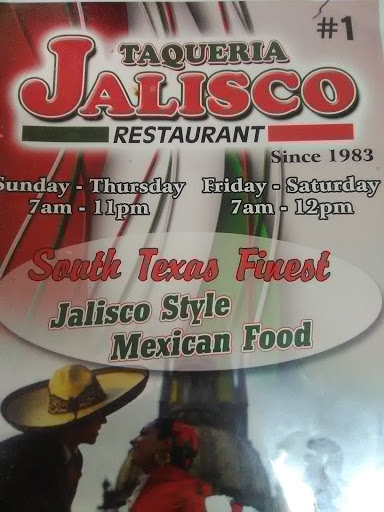 #1
TAQUERIA
JALISCO
RESTAURANT
Since 1983
Sunday - Thursday Friday - Saturday
7am - 11pm 7am - 12pm
South Texas Finest
Jalisco Style
Mexican Food